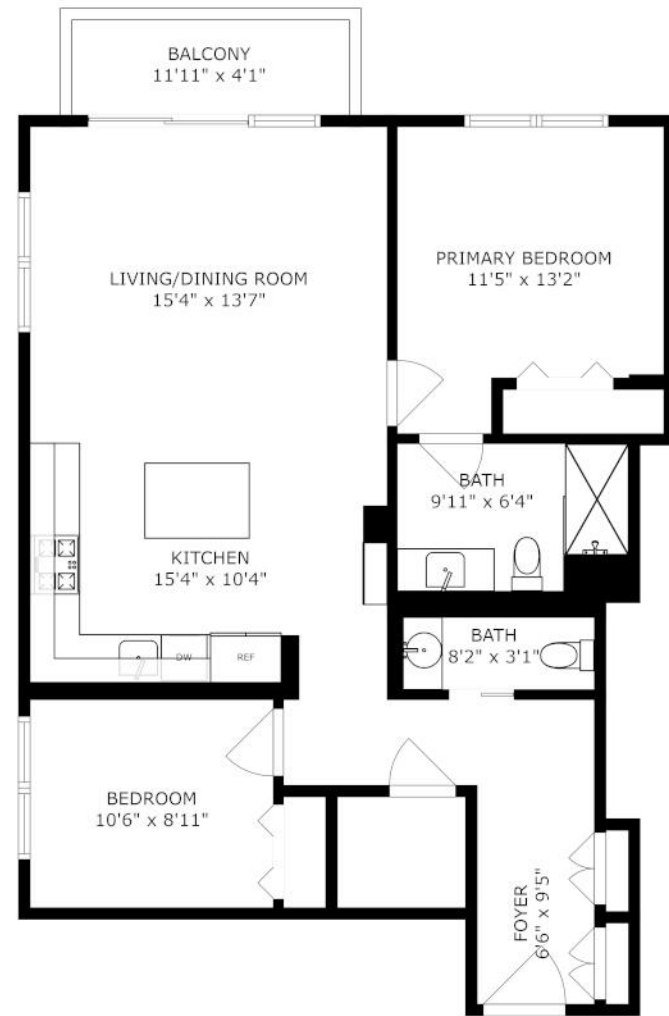 BALCONY
11'11" x 4'1"
LIVING/DINING ROOM
15'4" x 13'7"
PRIMARY BEDROOM
11'5" x 13'2"
BATH
9'11" x 6'4"
KITCHEN
15'4" x 10'4"
BATH
8'2" x 3'1"
DW
REF
BEDROOM
10'6" x 8'11"
FOYER
6'6" x 9'5"